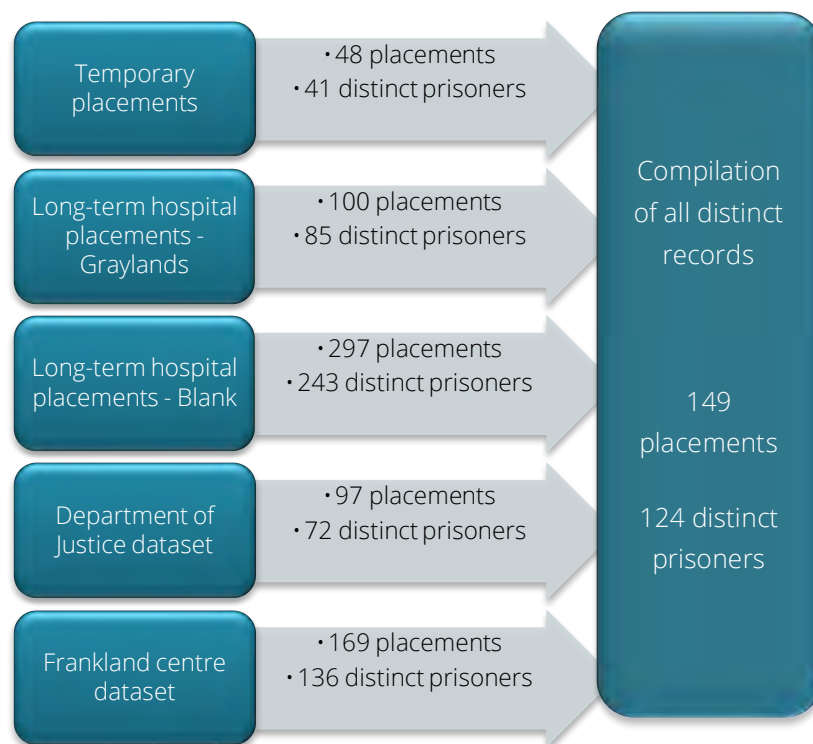 Temporary
placements
• 48 placements
• 41 distinct prisoners
Long-term hospital
placements -
Graylands
• 100 placements
• 85 distinct prisoners
Long-term hospital
placements - Blank
• 297 placements
• 243 distinct prisoners
Department of
Justice dataset
• 97 placements
• 72 distinct prisoners
Frankland centre
dataset
• 169 placements
• 136 distinct prisoners
Compilation
of all distinct
records
149
placements
124 distinct
prisoners